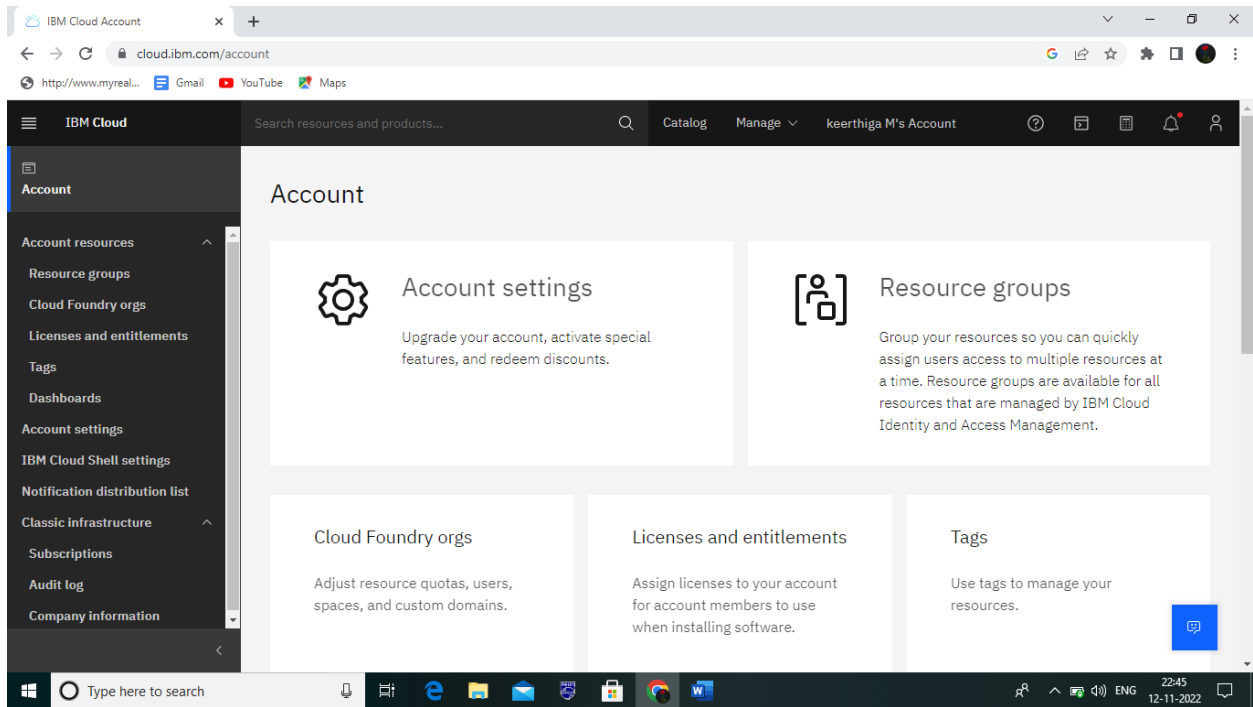 IBM Cloud Account
cloud.ibm.com/account
http://www.myreal... Gmail YouTube Maps
IBM Cloud
Search resources and products...
Catalog
Manage
keerthiga M's Account
Account
Account resources
Resource groups
Cloud Foundry orgs
Licenses and entitlements
Tags
Dashboards
Account settings
IBM Cloud Shell settings
Notification distribution list
Classic infrastructure
Subscriptions
Audit log
Company information
Account
Account settings
Upgrade your account, activate special
features, and redeem discounts.
Resource groups
Group your resources so you can quickly
assign users access to multiple resources at
a time. Resource groups are available for all
resources that are managed by IBM Cloud
Identity and Access Management.
Cloud Foundry orgs
Adjust resource quotas, users,
spaces, and custom domains.
Licenses and entitlements
Assign licenses to your account
for account members to use
when installing software.
Tags
Use tags to manage your
resources.
Type here to search
ENG
22:45
12-11-2022